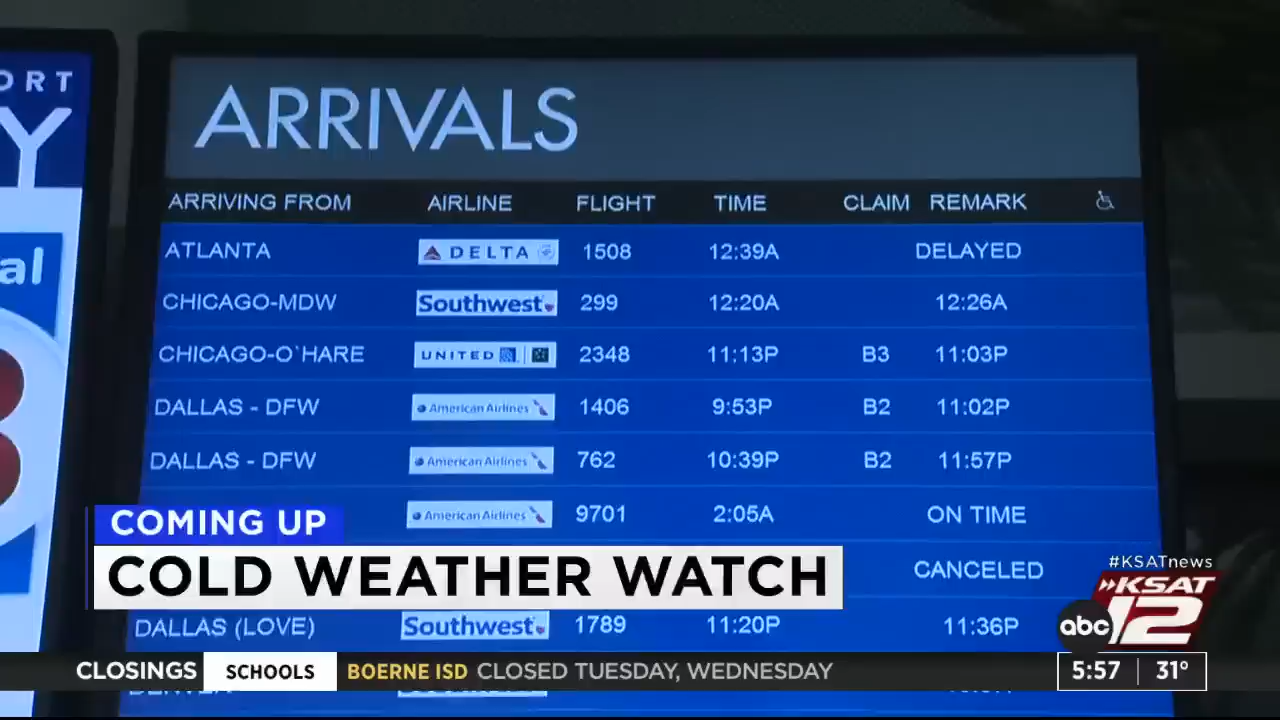 ORT
Y
al
ARRIVALS
ARRIVING FROM AIRLINE FLIGHT TIME CLAIM REMARK
ATLANTA DELTA 1508 12:39A DELAYED
CHICAGO-MDW Southwest 299 12:20A 12:26A
CHICAGO-O`HARE UNITED 2348 11:13P B3 11:03P
DALLAS - DFW American Airlines 1406 9:53P B2 11:02P
DALLAS - DFW American Airlines 762 10:39P B2 11:57P
American Airlines 9701 2:05A ON TIME
COMING UP
COLD WEATHER WATCH
CANCELED
#KSATnews
KSAT
abc 12
DALLAS (LOVE) Southwest 1789 11:20P 11:36P
CLOSINGS SCHOOLS BOERNE ISD CLOSED TUESDAY, WEDNESDAY 5:57 31°